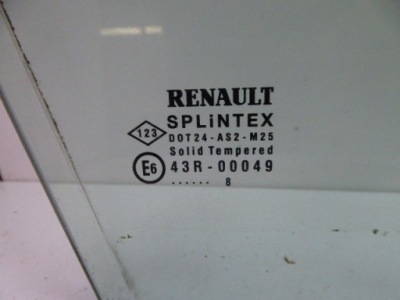 RENAULT
SPLiNTEX
123 DOT24-AS2-M25
Solid Tempered
E6 43R-00049
...... 8